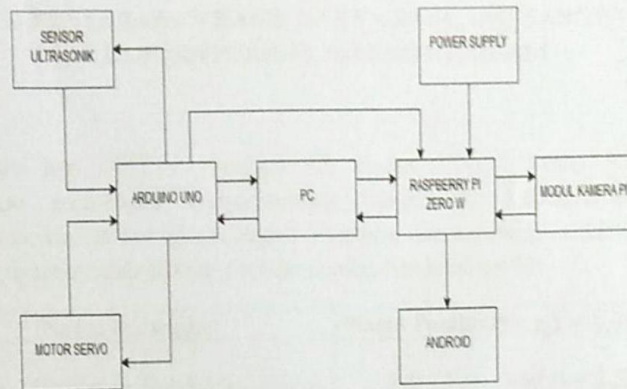 SENSOR
ULTRASONIK
POWER SUPPLY
ARDUINO UNO
PC
RASPBERRY PI
ZERO W
MODUL KAMERA PI
MOTOR SERVO
ANDROID